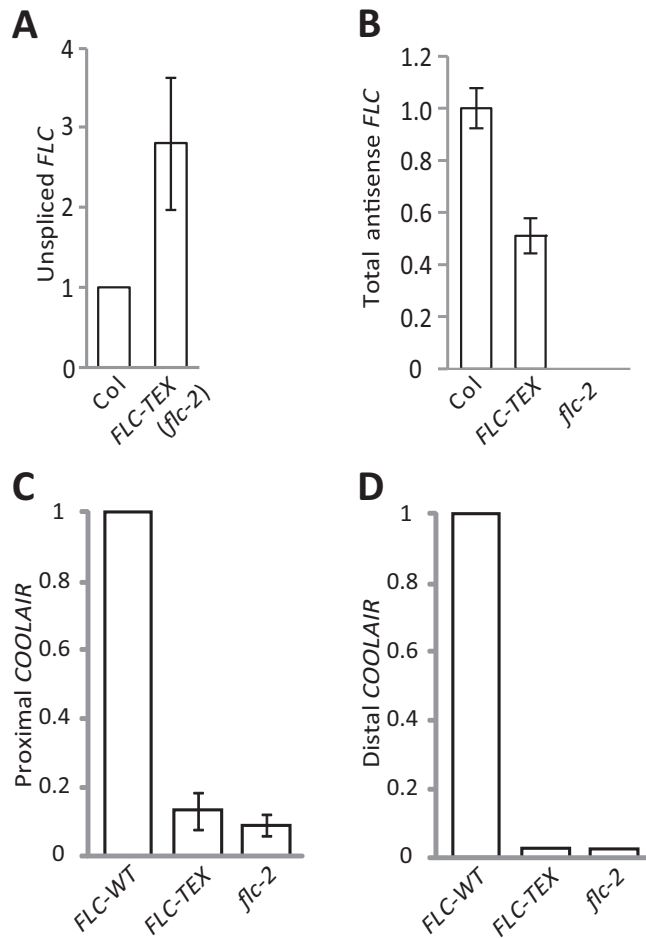 A
Unspliced FLC
4
3
2
1
0
Col
FLC-TEX
(flc-2)
B
Total antisense FLC
1.2
1.0
0.8
0.6
0.4
0.2
0
Col
FLC-TEX
flc-2
C
Proximal COOLAIR
1
0.8
0.6
0.4
0.2
0
FLC-WT
FLC-TEX
flc-2
D
Distal COOLAIR
1
0.8
0.6
0.4
0.2
0
FLC-WT
FLC-TEX
flc-2